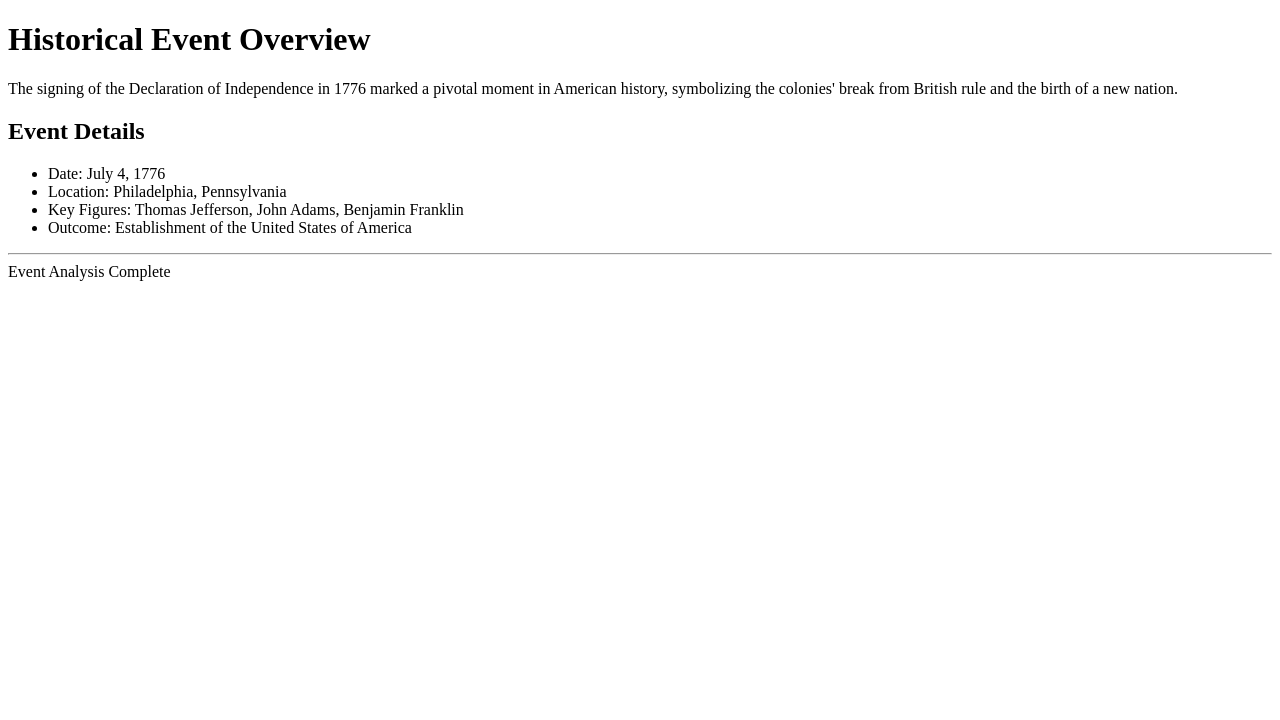 Historical Event Overview
The signing of the Declaration of Independence in 1776 marked a pivotal moment in American history, symbolizing the colonies' break from British rule and the birth of a new nation.
Event Details
Date: July 4, 1776
Location: Philadelphia, Pennsylvania
Key Figures: Thomas Jefferson, John Adams, Benjamin Franklin
Outcome: Establishment of the United States of America
Event Analysis Complete